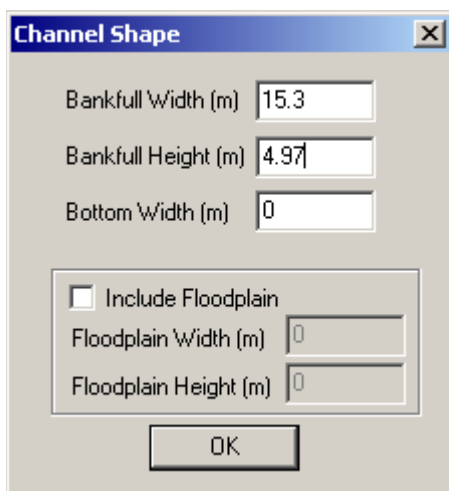 Channel Shape
Bankfull Width (m) 15.3
Bankfull Height (m) 4.97
Bottom Width (m) 0
Include Floodplain
Floodplain Width (m) 0
Floodplain Height (m) 0
OK